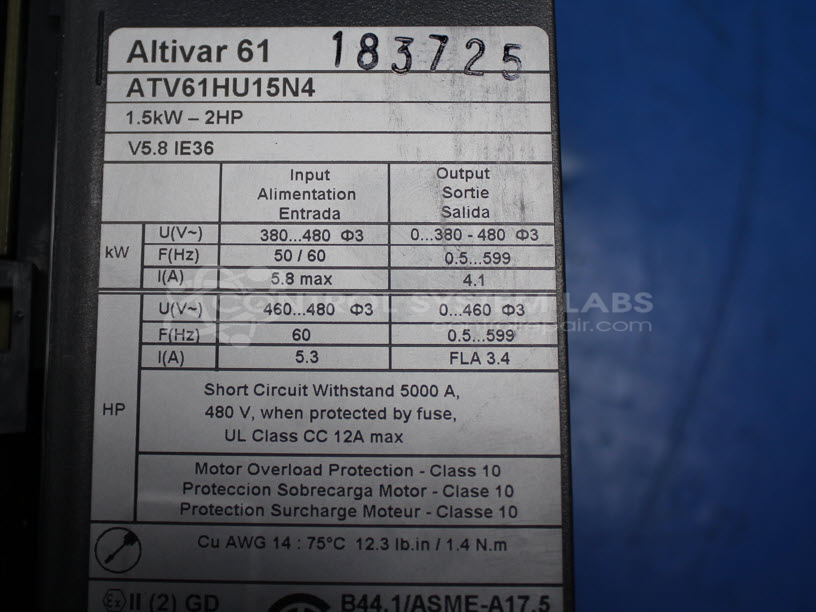 Altivar 61 183725
ATV61HU15N4
1.5kW – 2HP
V5.8 IE36
Input Output
Alimentation Sortie
Entrada Salida
kW
U(V~) 380...480 Φ3 0...380 - 480 Φ3
F(Hz) 50 / 60 0.5...599
I(A) 5.8 max 4.1
CONTROL SYSTEM LABS
U(V~) 460...480 Φ3 0...460 Φ3
F(Hz) 60 0.5...599
I(A) 5.3 FLA 3.4
HP
Short Circuit Withstand 5000 A,
480 V, when protected by fuse,
UL Class CC 12A max
Motor Overload Protection - Class 10
Proteccion Sobrecarga Motor - Clase 10
Protection Surcharge Moteur - Classe 10
Cu AWG 14 : 75°C 12.3 lb.in / 1.4 N.m
Ex II (2) GD B44.1/ASME-A17.5